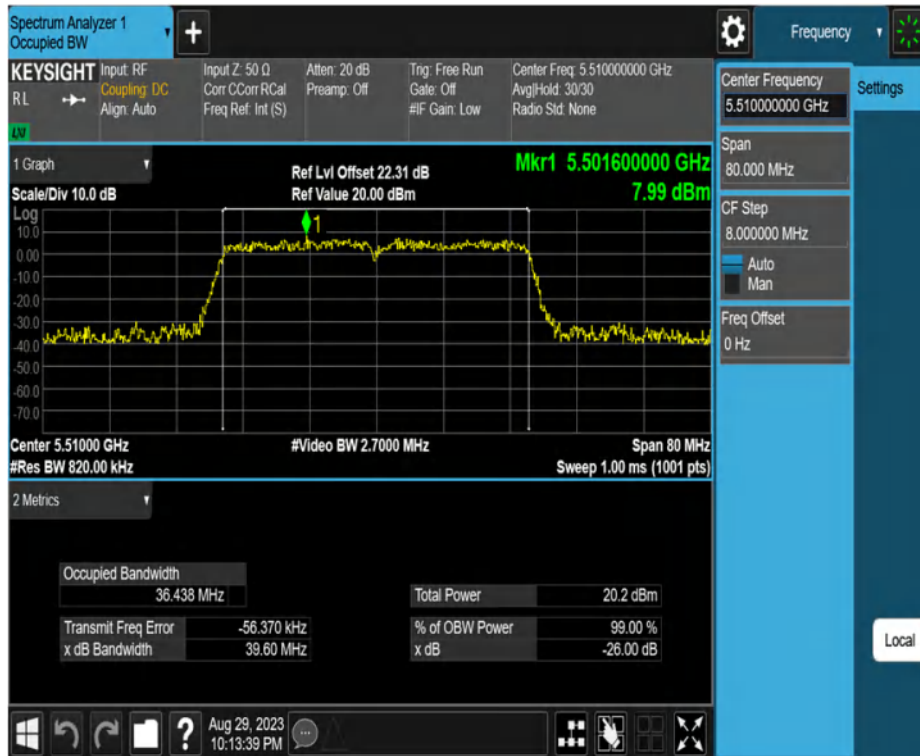 Spectrum Analyzer 1
Occupied BW
Frequency
KEYSIGHT
RL
LNI
Input: RF
Coupling: DC
Align: Auto
Input Z: 50 Ω
Corr CCorr RCal
Freq Ref: Int (S)
Atten: 20 dB
Preamp: Off
Trig: Free Run
Gate: Off
#IF Gain: Low
Center Freq: 5.510000000 GHz
Avg|Hold: 30/30
Radio Std: None
Center Frequency
5.510000000 GHz
Settings
Span
80.000 MHz
CF Step
8.000000 MHz
Auto
Man
Freq Offset
0 Hz
1 Graph
Scale/Div 10.0 dB
Ref Lvl Offset 22.31 dB
Ref Value 20.00 dBm
Mkr1 5.501600000 GHz
7.99 dBm
Log
1
10.0
0.00
-10.0
-20.0
-30.0
-40.0
-50.0
-60.0
-70.0
Center 5.51000 GHz
#Res BW 820.00 kHz
#Video BW 2.7000 MHz
Span 80 MHz
Sweep 1.00 ms (1001 pts)
2 Metrics
Occupied Bandwidth
36.438 MHz
Total Power 20.2 dBm
Transmit Freq Error -56.370 kHz
% of OBW Power 99.00 %
x dB Bandwidth 39.60 MHz
x dB -26.00 dB
Local
?
Aug 29, 2023
10:13:39 PM